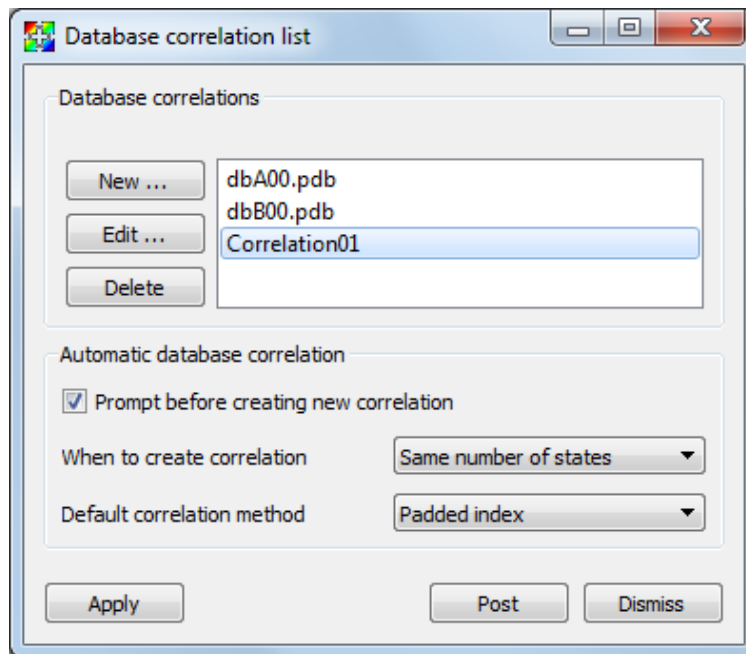 Database correlation list
Database correlations
New ...
Edit ...
Delete
dbA00.pdb
dbB00.pdb
Correlation01
Automatic database correlation
Prompt before creating new correlation
When to create correlation Same number of states
Default correlation method Padded index
Apply Post Dismiss